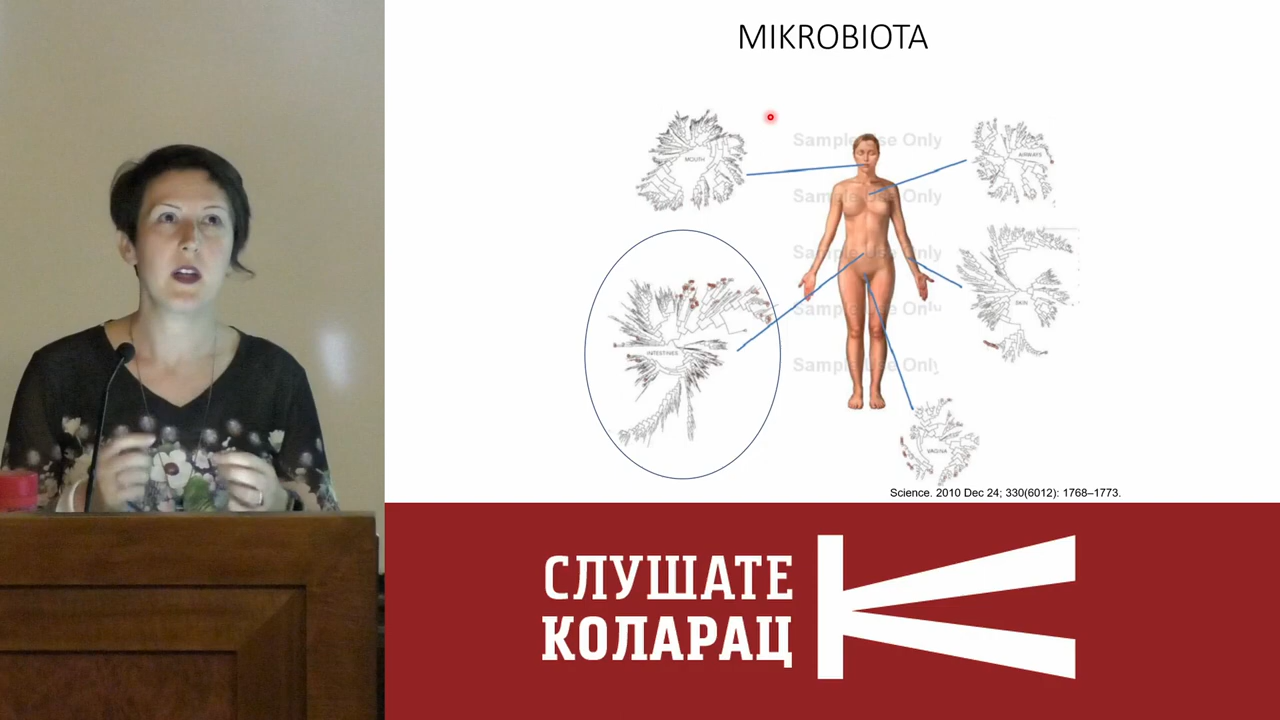 MIKROBIOTA
Sample Use Only
MOUTH
AIRWAYS
Sample Use Only
Sample Use Only
SKIN
Sample Use Only
INTESTINES
Sample Use Only
VAGINA
Science. 2010 Dec 24; 330(6012): 1768–1773.
СЛУШАТЕ
КОЛАРАЦ